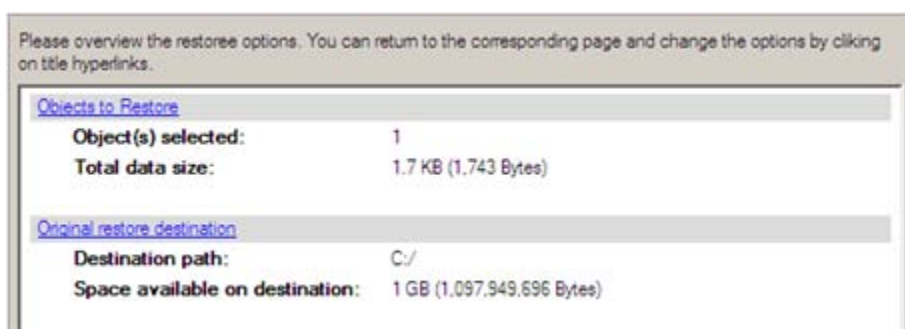 Please overview the restoree options. You can return to the corresponding page and change the options by cliking
on title hyperlinks.
Objects to Restore
Object(s) selected: 1
Total data size: 1.7 KB (1,743 Bytes)
Original restore destination
Destination path: C:/
Space available on destination: 1 GB (1,097,949,696 Bytes)